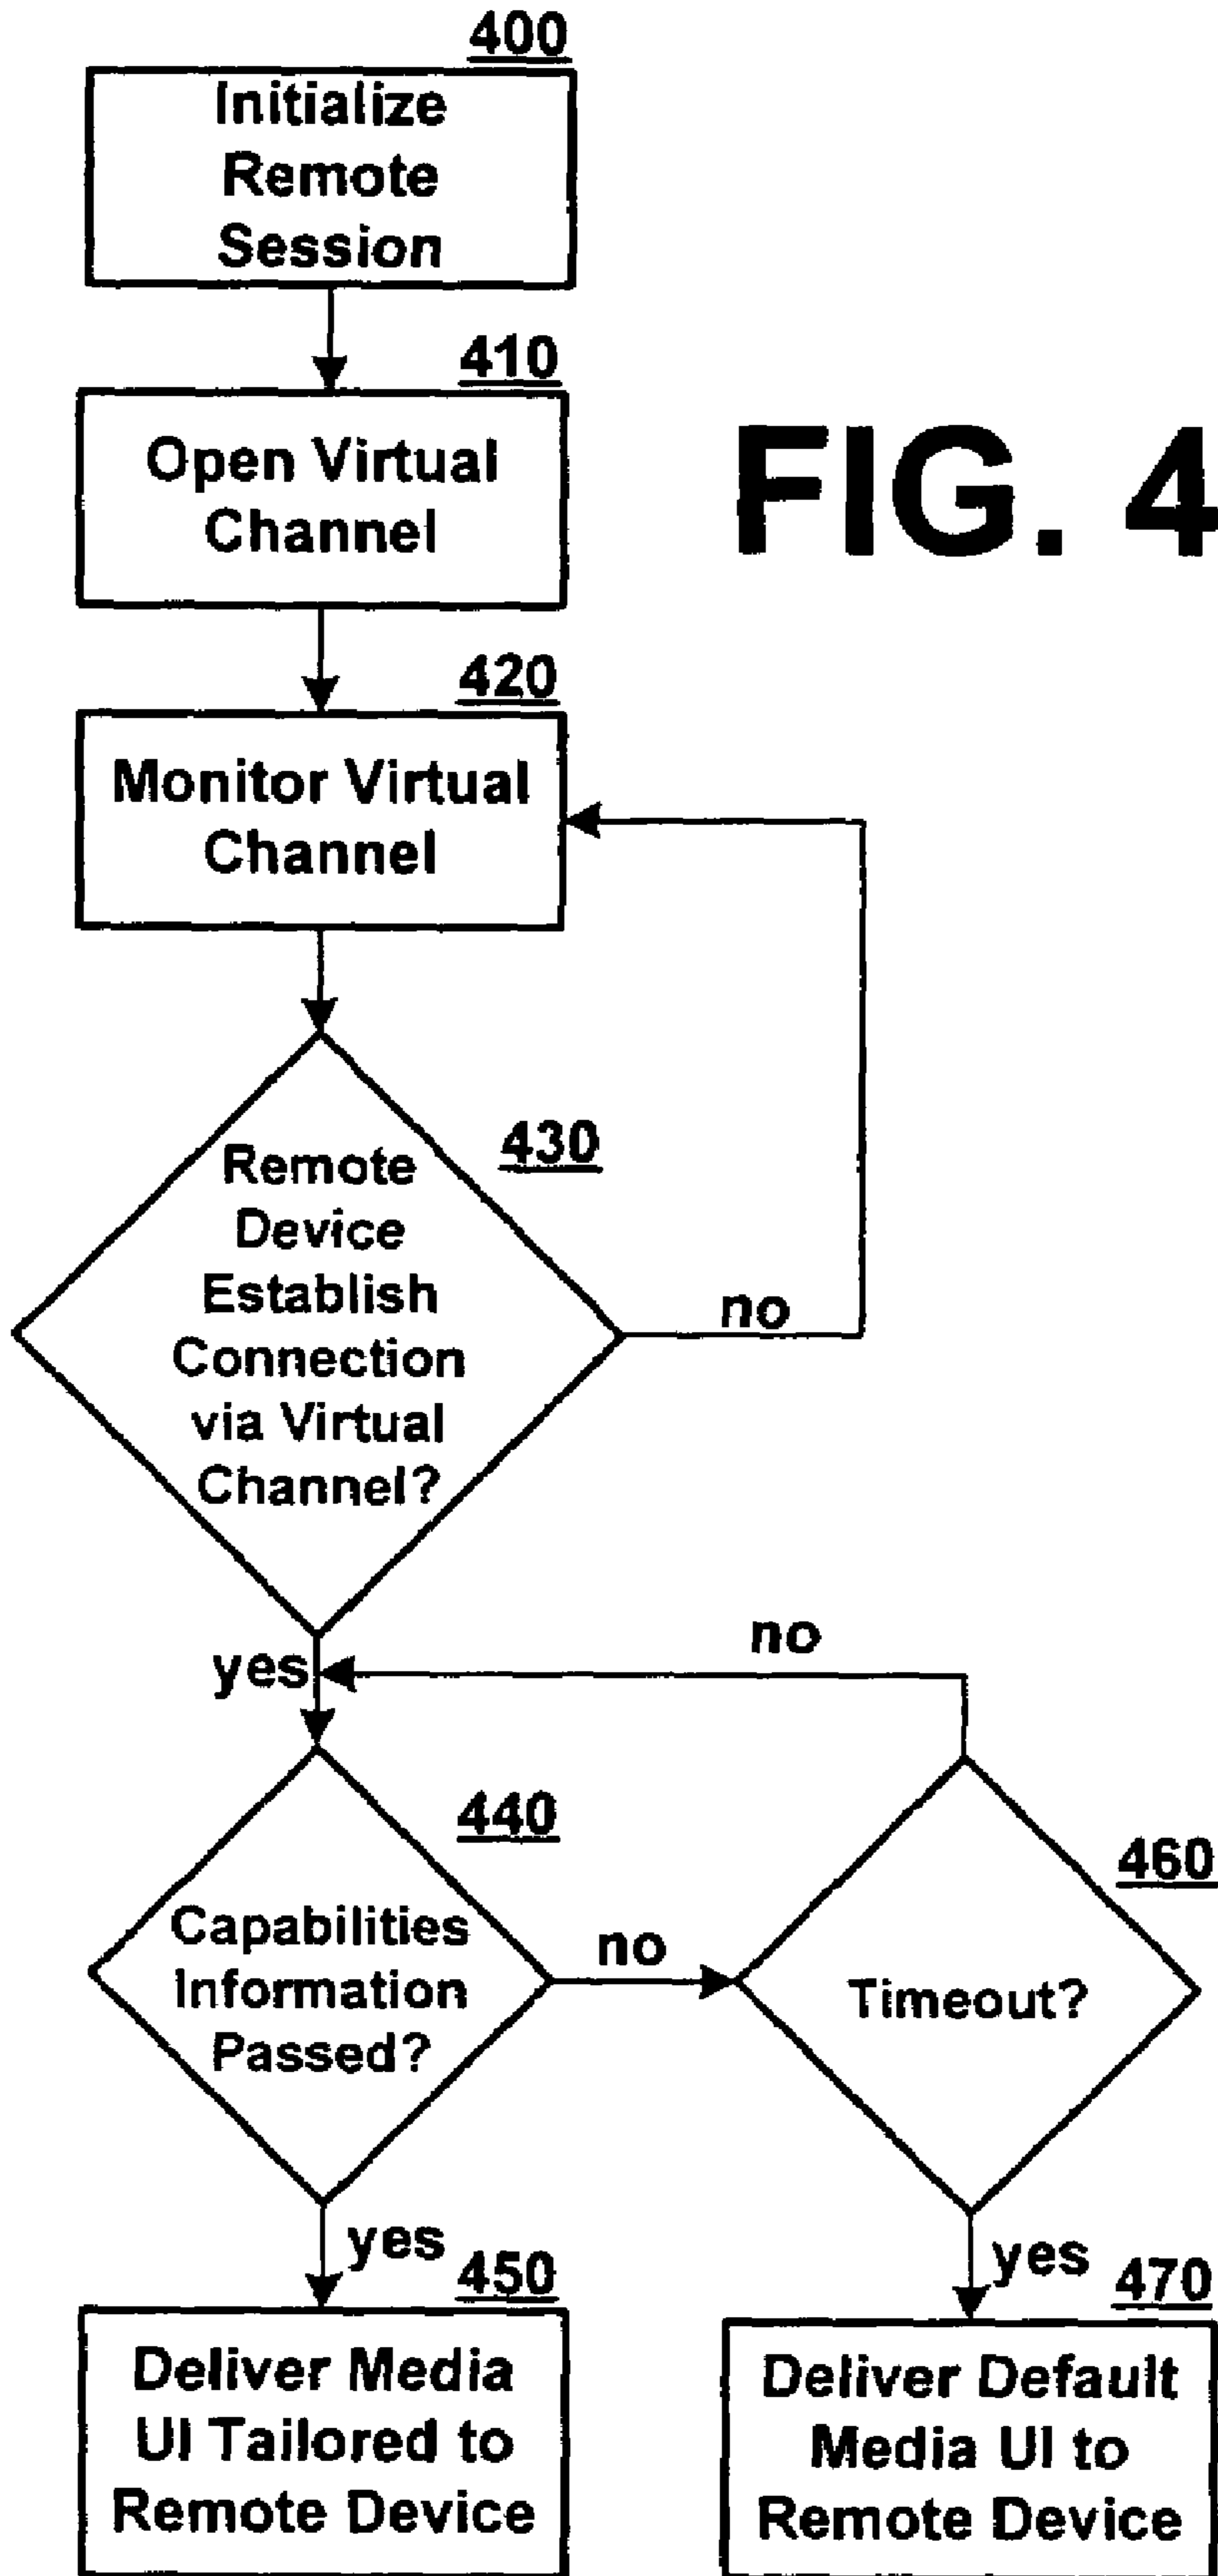 400
Initialize
Remote
Session
410
Open Virtual
Channel
FIG. 4
420
Monitor Virtual
Channel
430
Remote
Device
Establish
Connection
via Virtual
Channel?
no
yes
no
440
Capabilities
Information
Passed?
no
460
Timeout?
yes
450
Deliver Media
UI Tailored to
Remote Device
yes
470
Deliver Default
Media UI to
Remote Device